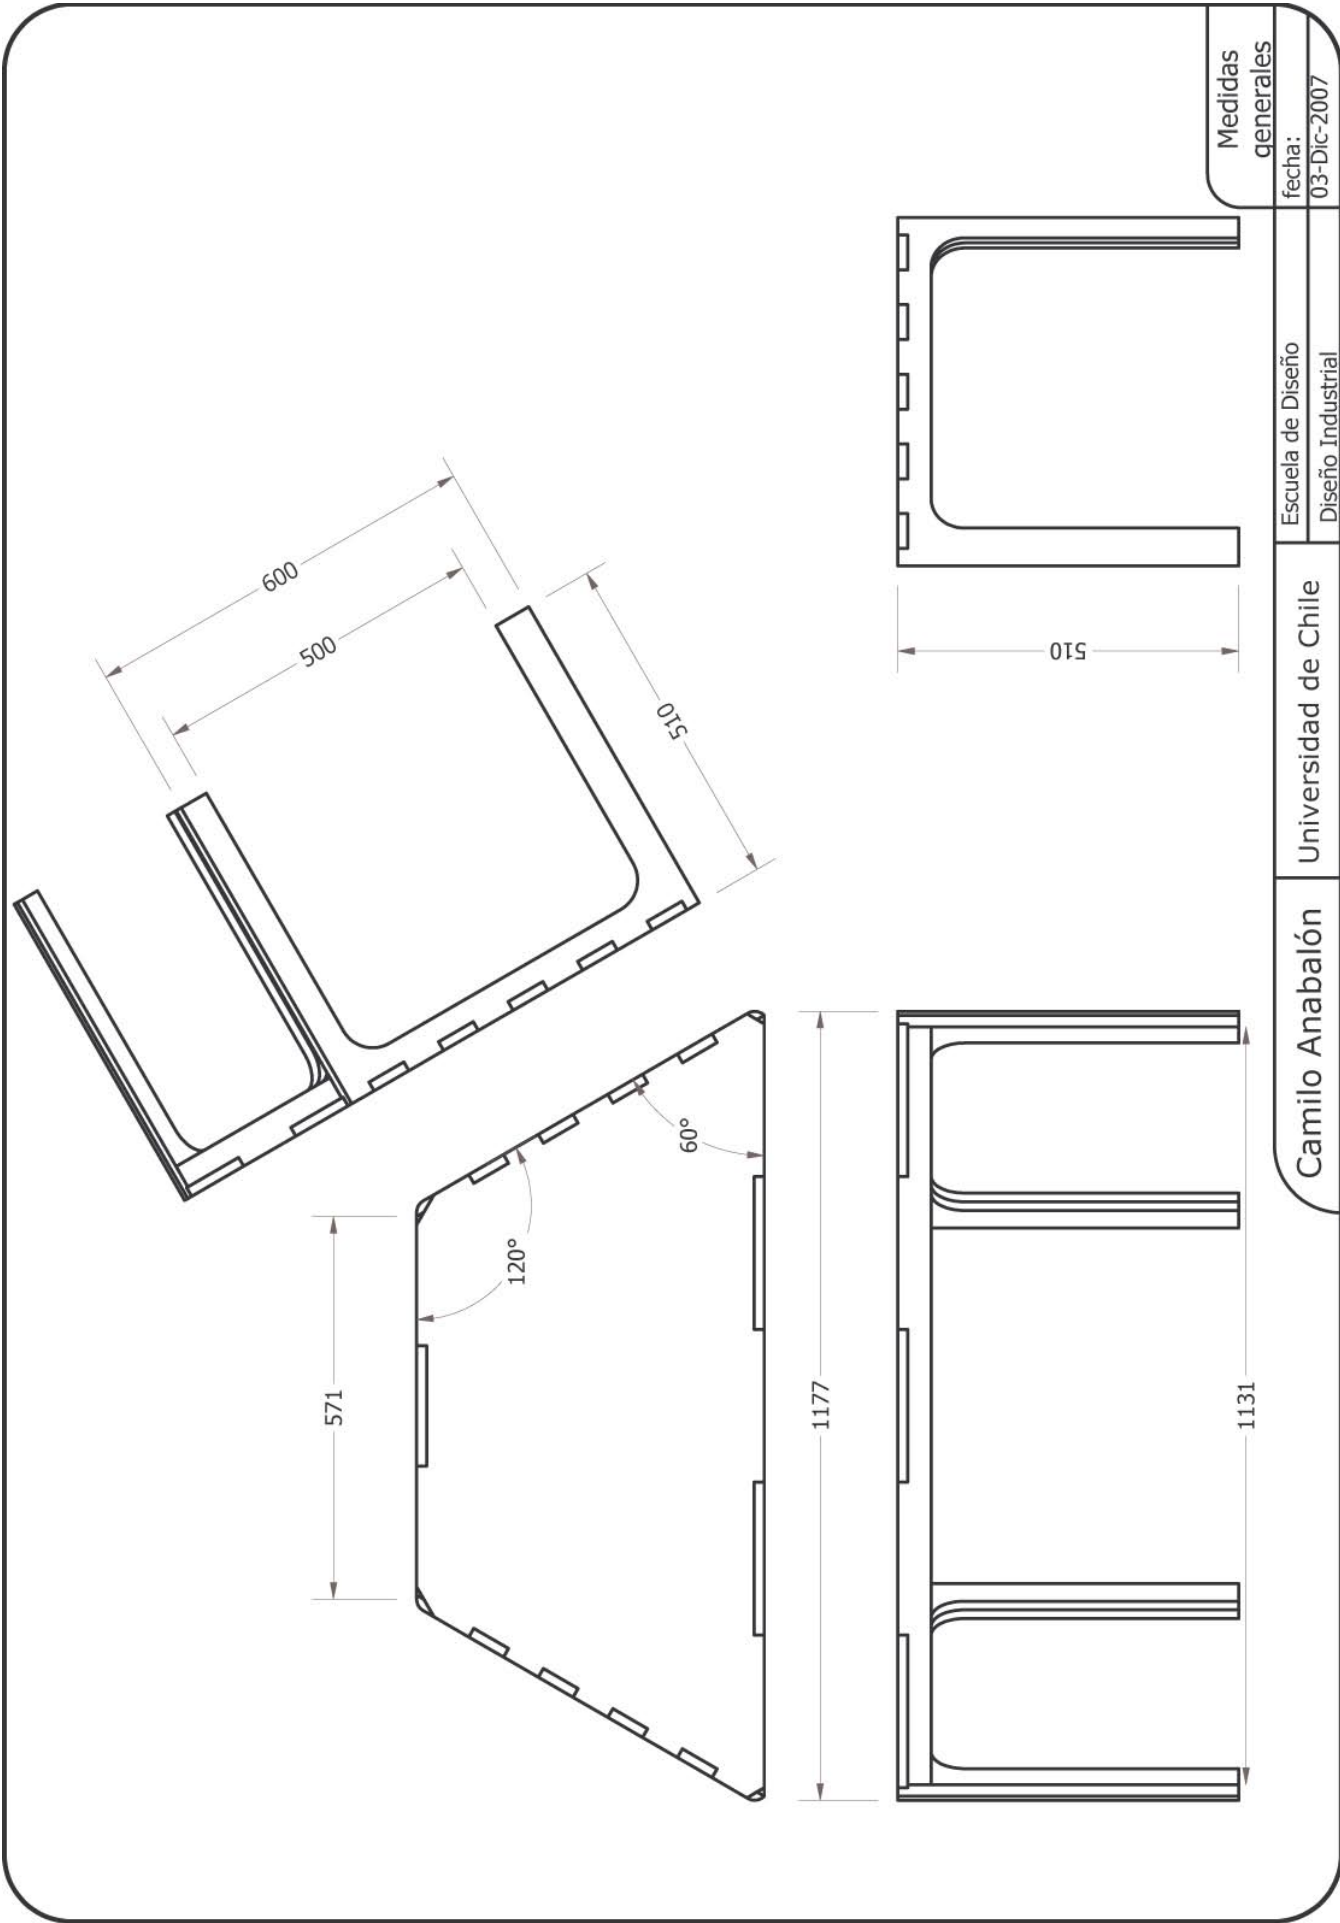 600
500
510
571
120°
60°
1177
510
1131
Medidas
generales
Camilo Anabalón
Universidad de Chile
Escuela de Diseño
fecha:
Diseño Industrial
03-Dic-2007